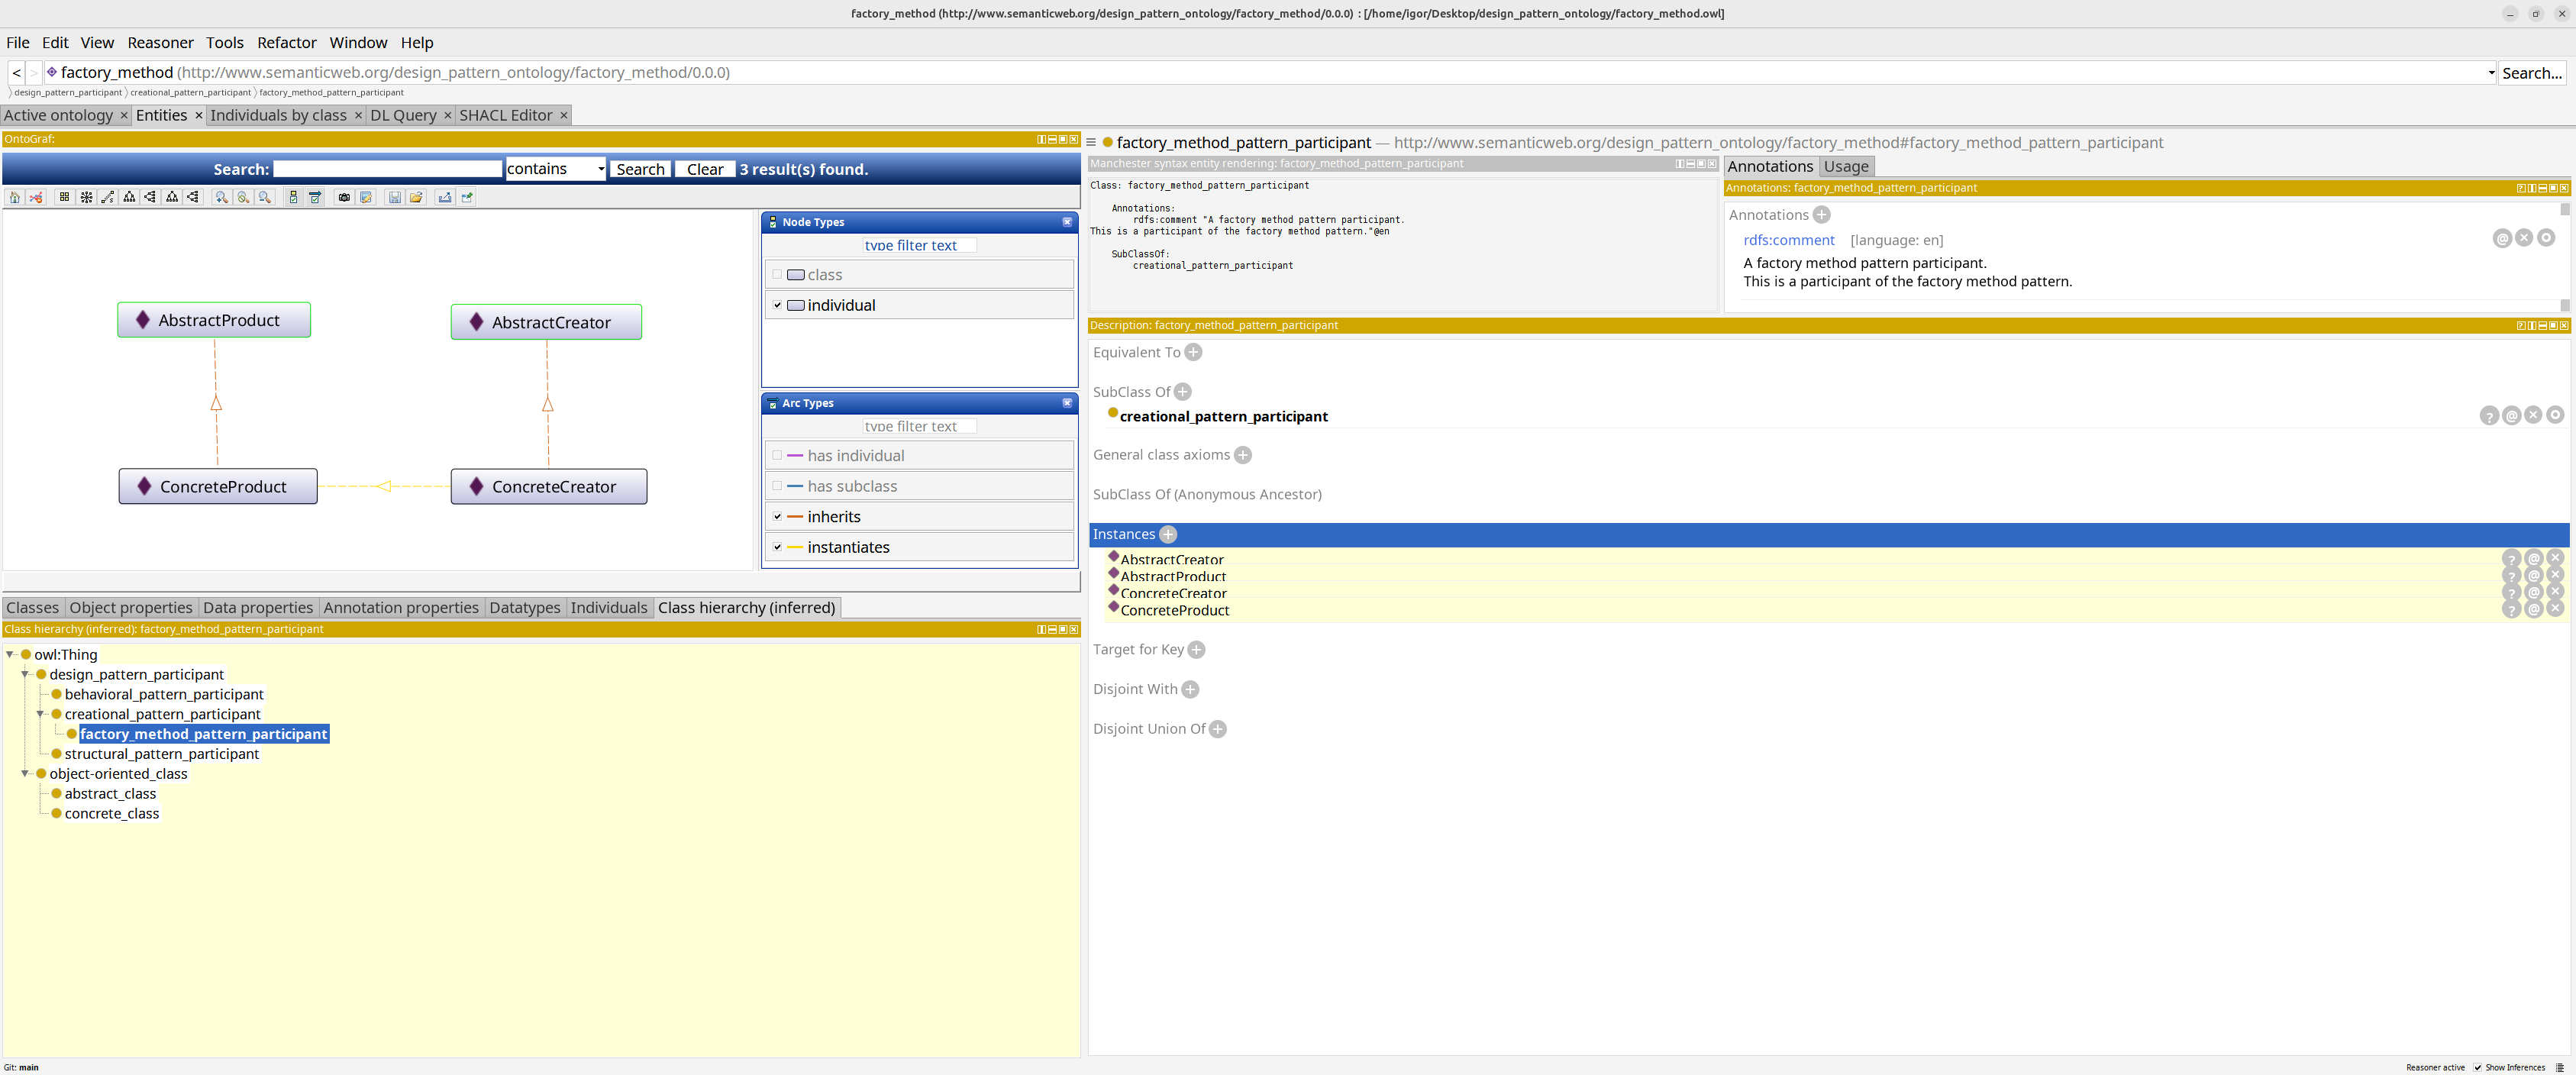 factory_method (http://www.semanticweb.org/design_pattern_ontology/factory_method/0.0.0) : [/home/igor/Desktop/design_pattern_ontology/factory_method.owl]
File Edit View Reasoner Tools Refactor Window Help
< > factory_method (http://www.semanticweb.org/design_pattern_ontology/factory_method/0.0.0) Search...
design_pattern_participant creational_pattern_participant factory_method_pattern_participant
Active ontology × Entities × Individuals by class × DL Query × SHACL Editor ×
OntoGraf:
Search: contains Search Clear 3 result(s) found.
AbstractProduct
AbstractCreator
ConcreteProduct
ConcreteCreator
Node Types
type filter text
class
individual
Arc Types
type filter text
has individual
has subclass
inherits
instantiates
Classes Object properties Data properties Annotation properties Datatypes Individuals Class hierarchy (inferred)
Class hierarchy (inferred): factory_method_pattern_participant
owl:Thing
design_pattern_participant
behavioral_pattern_participant
creational_pattern_participant
factory_method_pattern_participant
structural_pattern_participant
object-oriented_class
abstract_class
concrete_class
factory_method_pattern_participant — http://www.semanticweb.org/design_pattern_ontology/factory_method#factory_method_pattern_participant
Manchester syntax entity rendering: factory_method_pattern_participant
Class: factory_method_pattern_participant
Annotations:
rdfs:comment "A factory method pattern participant.
This is a participant of the factory method pattern."@en
SubClassOf:
creational_pattern_participant
Annotations Usage
Annotations: factory_method_pattern_participant
Annotations
rdfs:comment [language: en]
A factory method pattern participant.
This is a participant of the factory method pattern.
Description: factory_method_pattern_participant
Equivalent To
SubClass Of
creational_pattern_participant
General class axioms
SubClass Of (Anonymous Ancestor)
Instances
AbstractCreator
AbstractProduct
ConcreteCreator
ConcreteProduct
Target for Key
Disjoint With
Disjoint Union Of
Git: main
Reasoner active Show Inferences